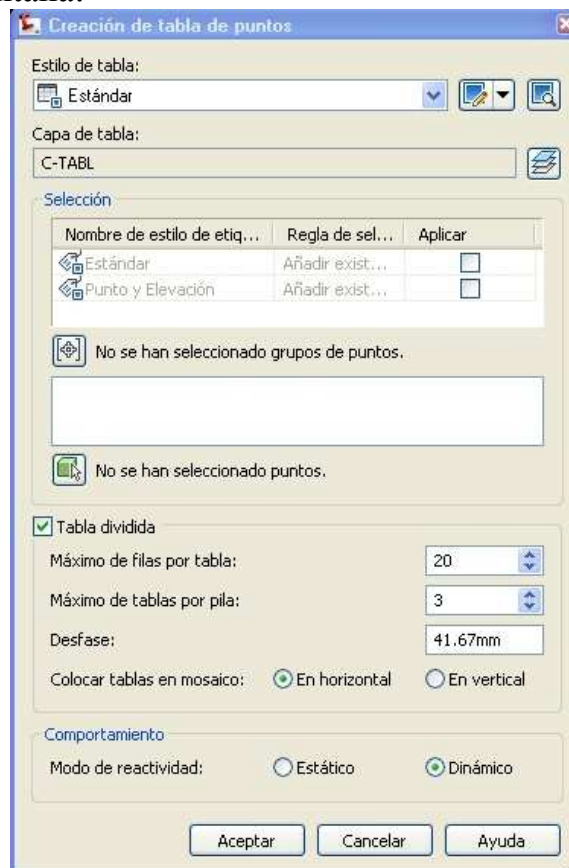 Creación de tabla de puntos
Estilo de tabla:
Estándar
Capa de tabla:
C-TABL
Selección
Nombre de estilo de etiq... Regla de sel... Aplicar
Estándar Añadir exist...
Punto y Elevación Añadir exist...
No se han seleccionado grupos de puntos.
No se han seleccionado puntos.
Tabla dividida
Máximo de filas por tabla: 20
Máximo de tablas por pila: 3
Desfase: 41.67mm
Colocar tablas en mosaico: En horizontal En vertical
Comportamiento
Modo de reactividad: Estático Dinámico
Aceptar Cancelar Ayuda